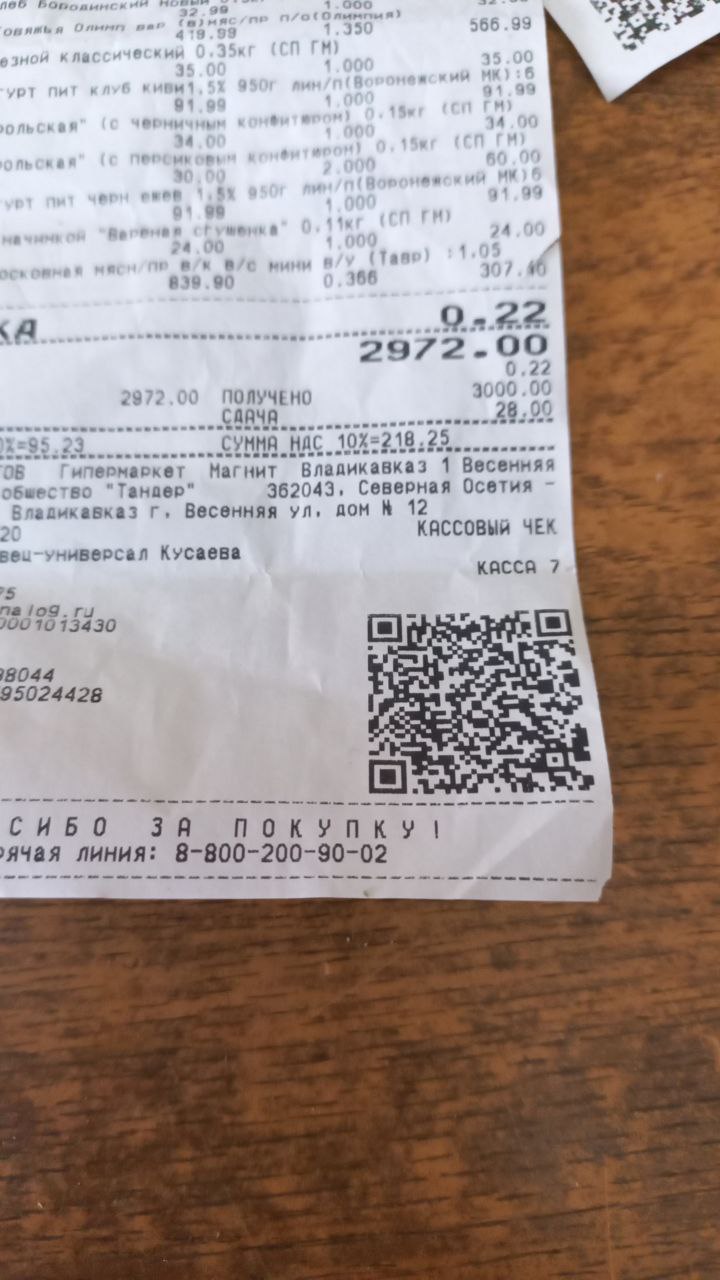 Бородинский Новый
32.99 1.000
Олимп вар (в)мяс/пр п/о(Олимпия)
419.99 1.350 566.99
езной классический 0.35кг (СП ГМ)
35.00 1.000 35.00
гурт пит клуб киви1,5% 950г лин/п(Воронежский МК):6
91.99 1.000 91.99
ольская" (с черничным конфитюром) 0.15кг (СП ГМ)
34.00 1.000 34.00
ольская" (с персиковым конфитюром) 0.15кг (СП ГМ)
30.00 2.000 60.00
гурт пит черн ежев 1,5% 950г лин/п(Воронежский МК)6
91.99 1.000 91.99
начинкой "Вареная сгущенка" 0,11кг (СП ГМ)
24.00 1.000 24.00
осковная мясн/пр в/к в/с мини в/у (Тавр) :1.05
839.90 0.366 307.40
КА 0.22
2972.00
0.22
2972.00 ПОЛУЧЕНО 3000.00
СДАЧА 28.00
%=95.23 СУММА НДС 10%=218.25
ТОВ Гипермаркет Магнит Владикавказ 1 Весенняя
общество "Тандер" 362043, Северная Осетия -
Владикавказ г, Весенняя ул, дом № 12
20 КАССОВЫЙ ЧЕК
вец-универсал Кусаева
КАССА 7
75
nalog.ru
0001013430
88044
95024428
СИБО ЗА ПОКУПКУ!
рячая линия: 8-800-200-90-02